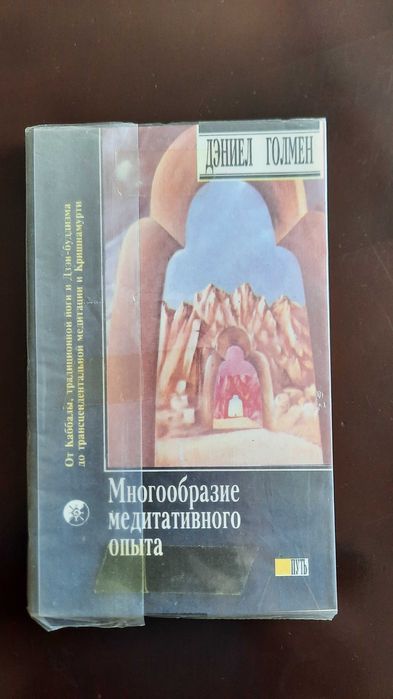 ДЭНИЕЛ ГОЛМЕН
От Каббалы, традиционной йоги и Дзэн-буддизма
до трансцендентальной медитации и Кришнамурти
Многообразие
медитативного
опыта
ПУТЬ